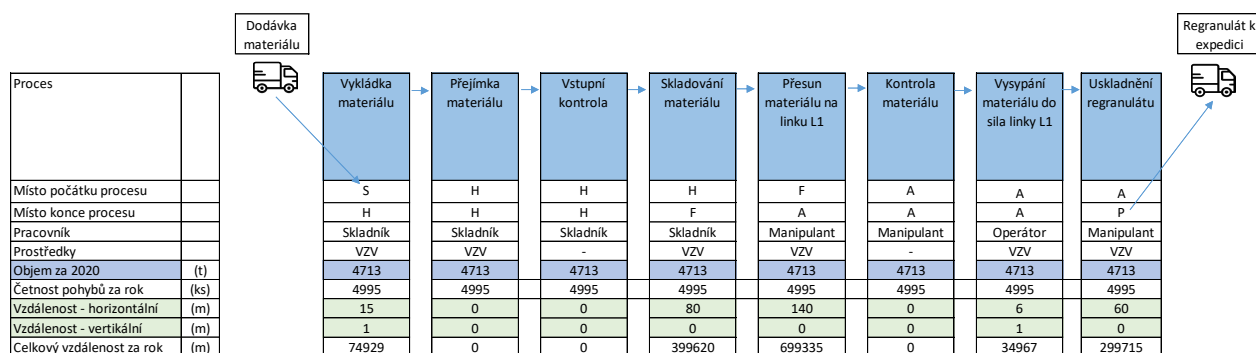 Dodávka
materiálu
Regranulát k
expedici
Proces
Vykládka
materiálu
Přejímka
materiálu
Vstupní
kontrola
Skladování
materiálu
Přesun
materiálu na
linku L1
Kontrola
materiálu
Vysypání
materiálu do
sila linky L1
Uskladnění
regranulátu
Místo počátku procesu S H H H F A A A
Místo konce procesu H H H F A A A P
Pracovník Skladník Skladník Skladník Skladník Manipulant Manipulant Operátor Manipulant
Prostředky VZV VZV - VZV VZV - VZV VZV
Objem za 2020 (t) 4713 4713 4713 4713 4713 4713 4713 4713
Četnost pohybů za rok (ks) 4995 4995 4995 4995 4995 4995 4995 4995
Vzdálenost - horizontální (m) 15 0 0 80 140 0 6 60
Vzdálenost - vertikální (m) 1 0 0 0 0 0 1 0
Celkový vzdálenost za rok (m) 74929 0 0 399620 699335 0 34967 299715